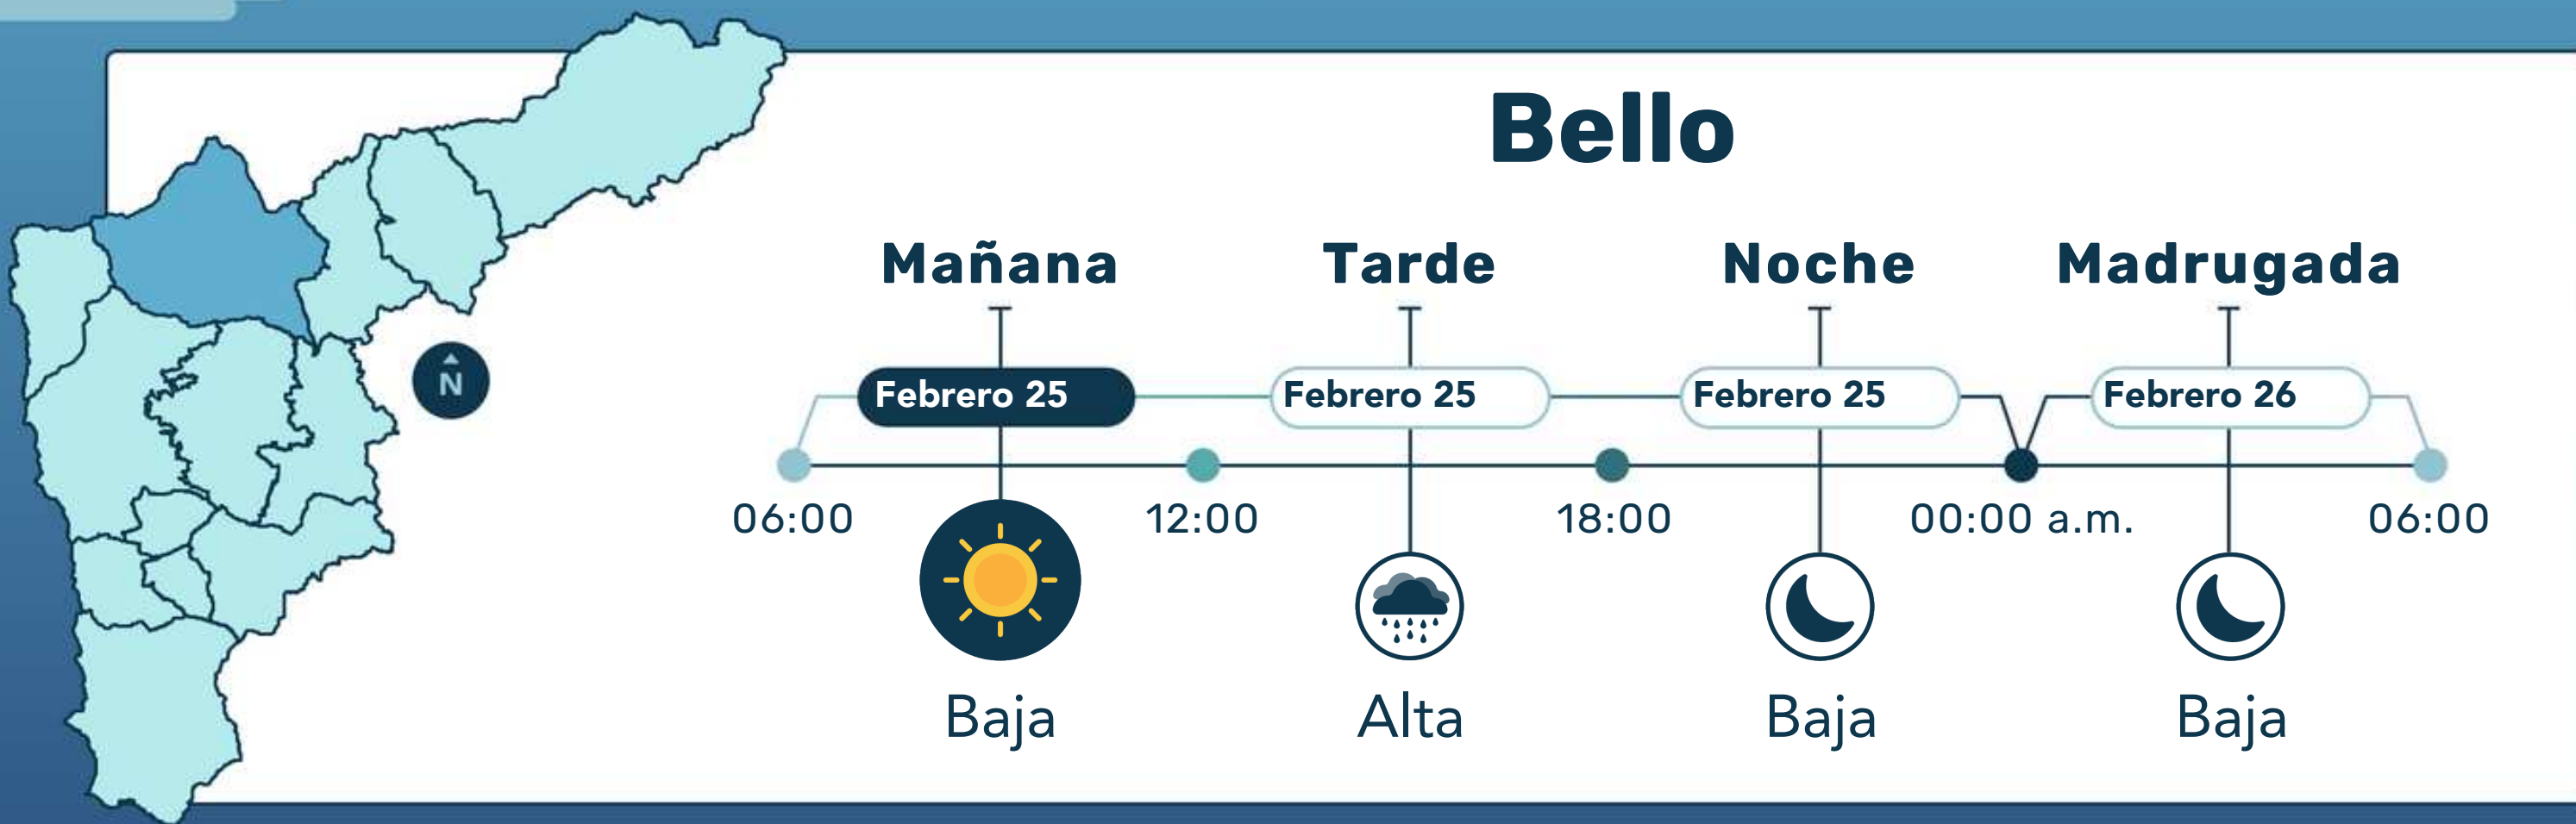 Bello
Mañana Tarde Noche Madrugada
N
Febrero 25 Febrero 25 Febrero 25 Febrero 26
06:00 12:00 18:00 00:00 a.m. 06:00
Baja Alta Baja Baja